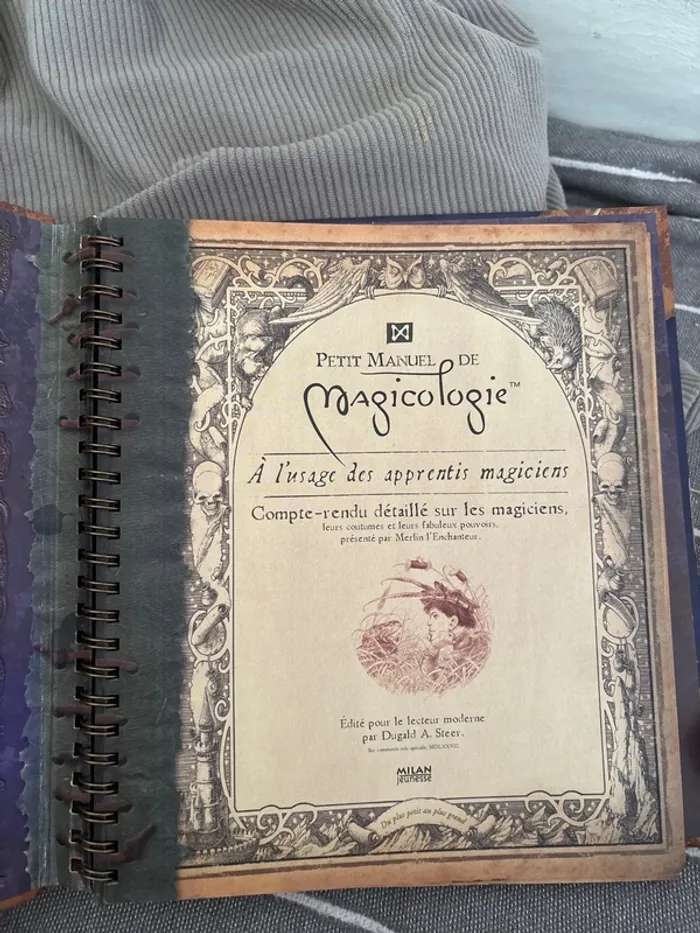 PETIT MANUEL DE
Magicologie™
À l'usage des apprentis magiciens
Compte-rendu détaillé sur les magiciens,
leurs coutumes et leurs fabuleux pouvoirs,
présenté par Merlin l'Enchanteur.
Édité pour le lecteur moderne
par Dugald A. Steer.
MILAN
jeunesse
Du plus petit au plus grand